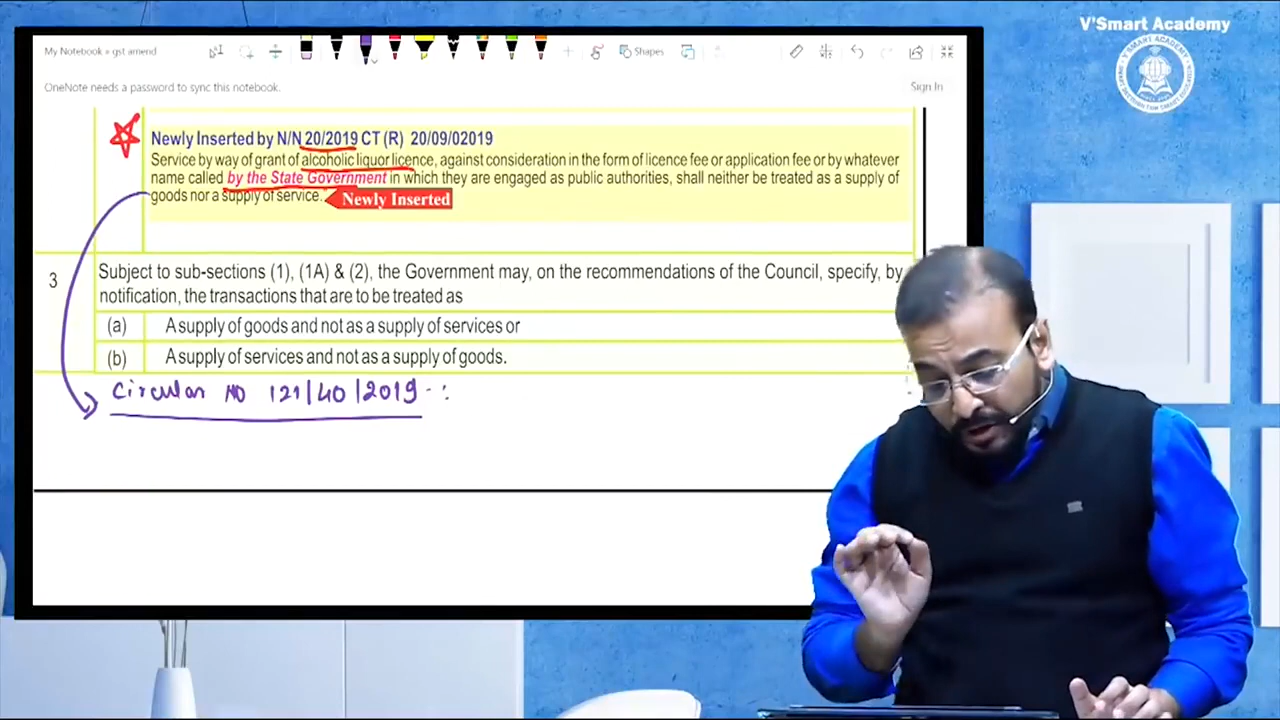 V'Smart Academy
My Notebook » gst amend
Shapes
OneNote needs a password to sync this notebook.
Sign In
Newly Inserted by N/N 20/2019 CT (R) 20/09/02019
Service by way of grant of alcoholic liquor licence, against consideration in the form of licence fee or application fee or by whatever
name called by the State Government in which they are engaged as public authorities, shall neither be treated as a supply of
goods nor a supply of service. Newly Inserted
3 Subject to sub-sections (1), (1A) & (2), the Government may, on the recommendations of the Council, specify, by
notification, the transactions that are to be treated as
(a) A supply of goods and not as a supply of services or
(b) A supply of services and not as a supply of goods.
Circular NO 121/40/2019 - :